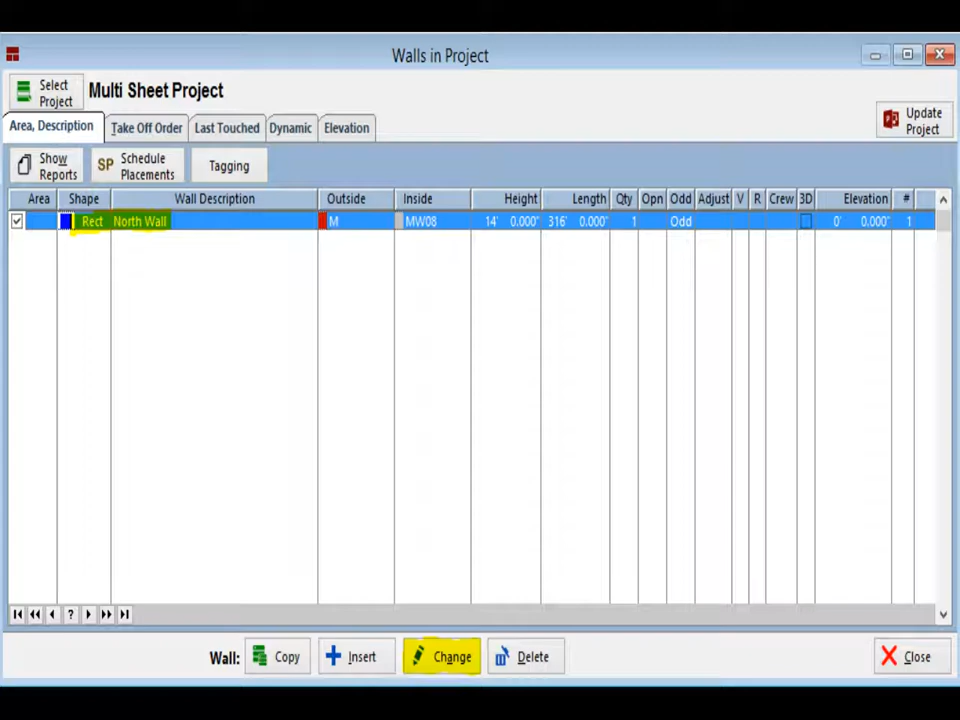 Walls in Project
Select
Project
Multi Sheet Project
Update
Project
Area, Description
Take Off Order
Last Touched
Dynamic
Elevation
Show
Reports
SP
Schedule
Placements
Tagging
Area Shape Wall Description Outside Inside Height Length Qty Opn Odd Adjust V R Crew 3D Elevation #
Rect North Wall M MW08 14' 0.000" 316' 0.000" 1 Odd 0' 0.000" 1
?
Wall: Copy Insert Change Delete Close